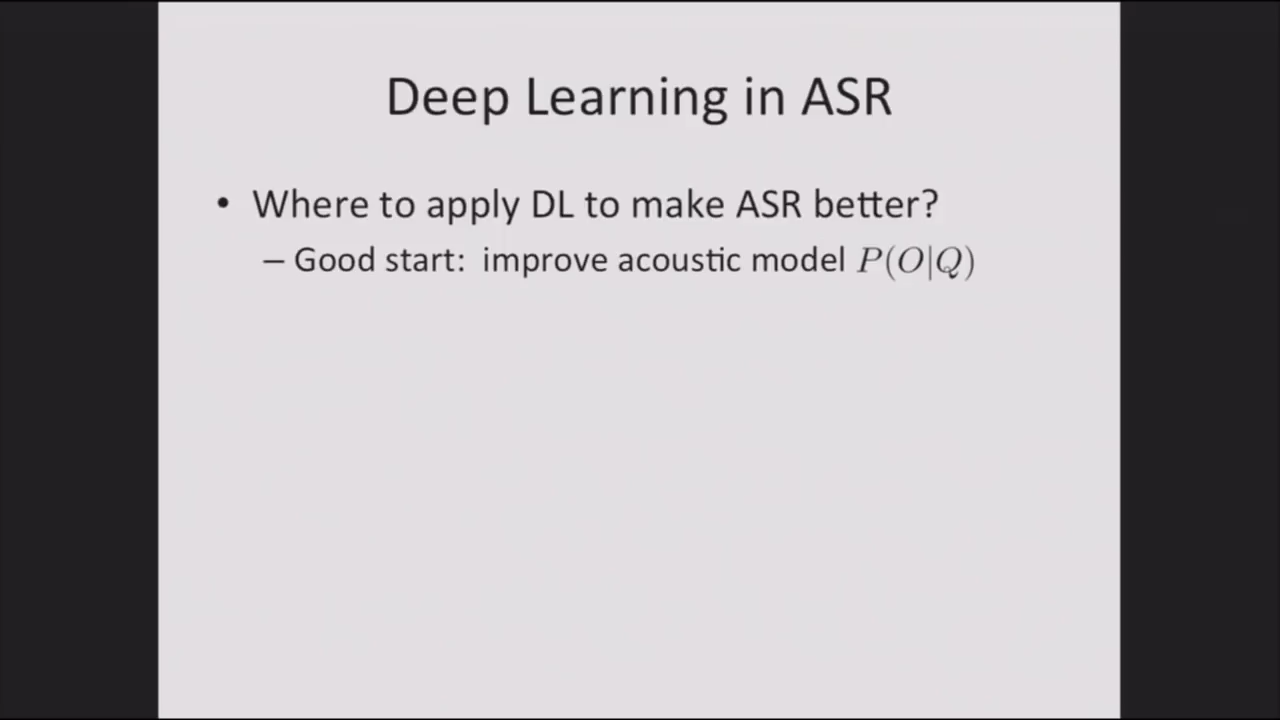 Deep Learning in ASR
• Where to apply DL to make ASR better?
– Good start: improve acoustic model P(O|Q)